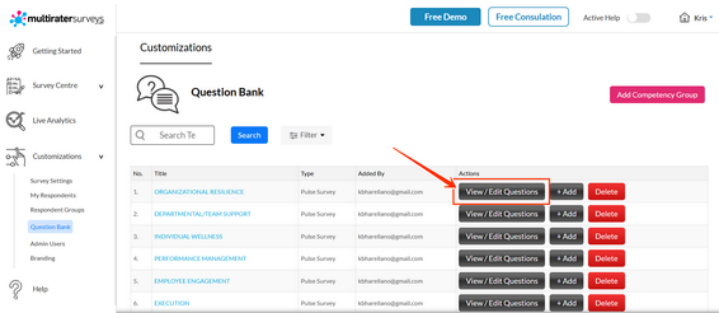 multiratersurveys
Free Demo
Free Consulation
Active Help
Kris
Getting Started
Survey Centre
Live Analytics
Customizations
Survey Settings
My Respondents
Respondent Groups
Question Bank
Admin Users
Branding
Help
Customizations
Question Bank
Add Competency Group
Search Te
Search
Filter
No. Title Type Added By Actions
1. ORGANIZATIONAL RESILIENCE Pulse Survey kbharellano@gmail.com View / Edit Questions + Add Delete
2. DEPARTMENTAL/TEAM SUPPORT Pulse Survey kbharellano@gmail.com View / Edit Questions + Add Delete
3. INDIVIDUAL WELLNESS Pulse Survey kbharellano@gmail.com View / Edit Questions + Add Delete
4. PERFORMANCE MANAGEMENT Pulse Survey kbharellano@gmail.com View / Edit Questions + Add Delete
5. EMPLOYEE ENGAGEMENT Pulse Survey kbharellano@gmail.com View / Edit Questions + Add Delete
6. EXECUTION Pulse Survey kbharellano@gmail.com View / Edit Questions + Add Delete